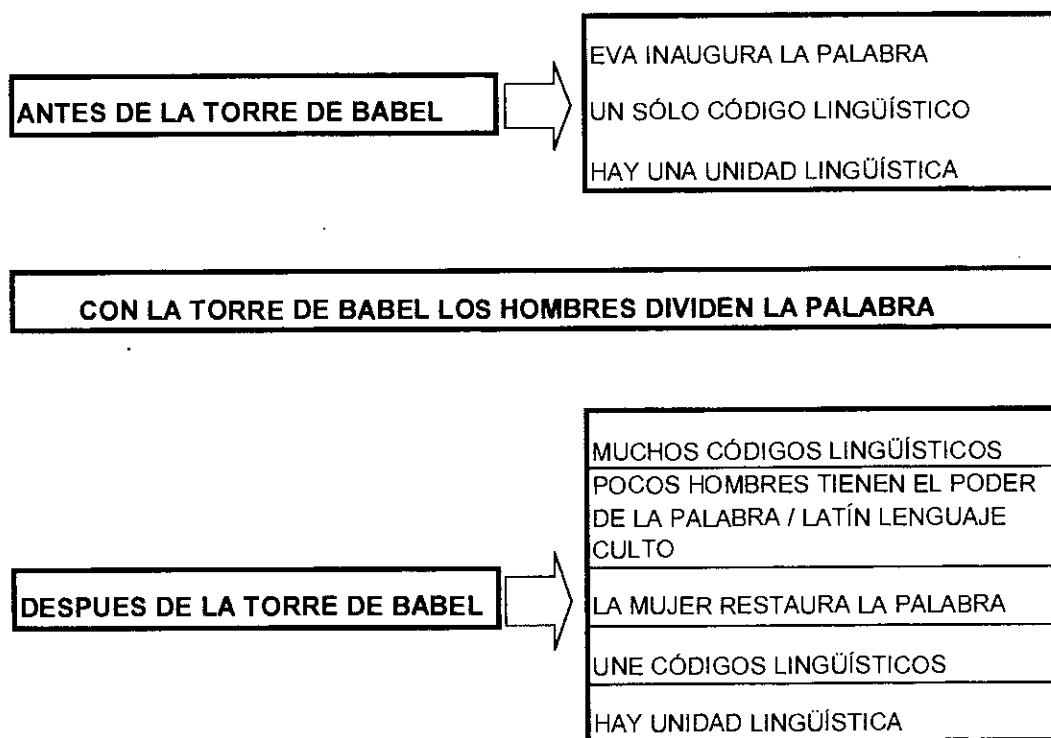 ANTES DE LA TORRE DE BABEL
EVA INAUGURA LA PALABRA
UN SÓLO CÓDIGO LINGÜÍSTICO
HAY UNA UNIDAD LINGÜÍSTICA
CON LA TORRE DE BABEL LOS HOMBRES DIVIDEN LA PALABRA
DESPUES DE LA TORRE DE BABEL
MUCHOS CÓDIGOS LINGÜÍSTICOS
POCOS HOMBRES TIENEN EL PODER
DE LA PALABRA / LATÍN LENGUAJE
CULTO
LA MUJER RESTAURA LA PALABRA
UNE CÓDIGOS LINGÜÍSTICOS
HAY UNIDAD LINGÜÍSTICA